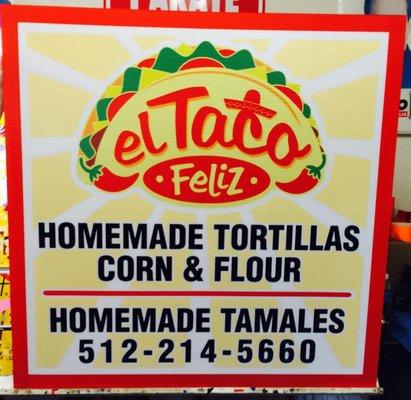 el Taco
Feliz
HOMEMADE TORTILLAS
CORN & FLOUR
HOMEMADE TAMALES
512-214-5660